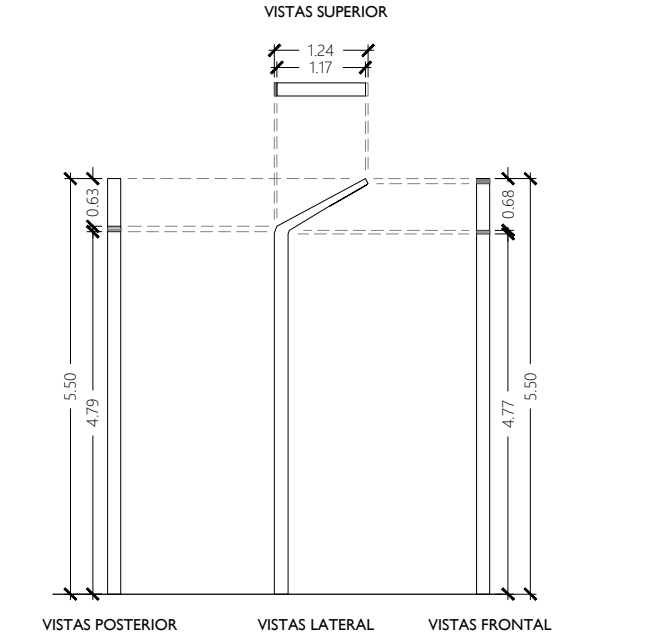 VISTAS SUPERIOR
1.24
1.17
0.63
0.68
5.50
4.79
4.77
5.50
VISTAS POSTERIOR
VISTAS LATERAL
VISTAS FRONTAL